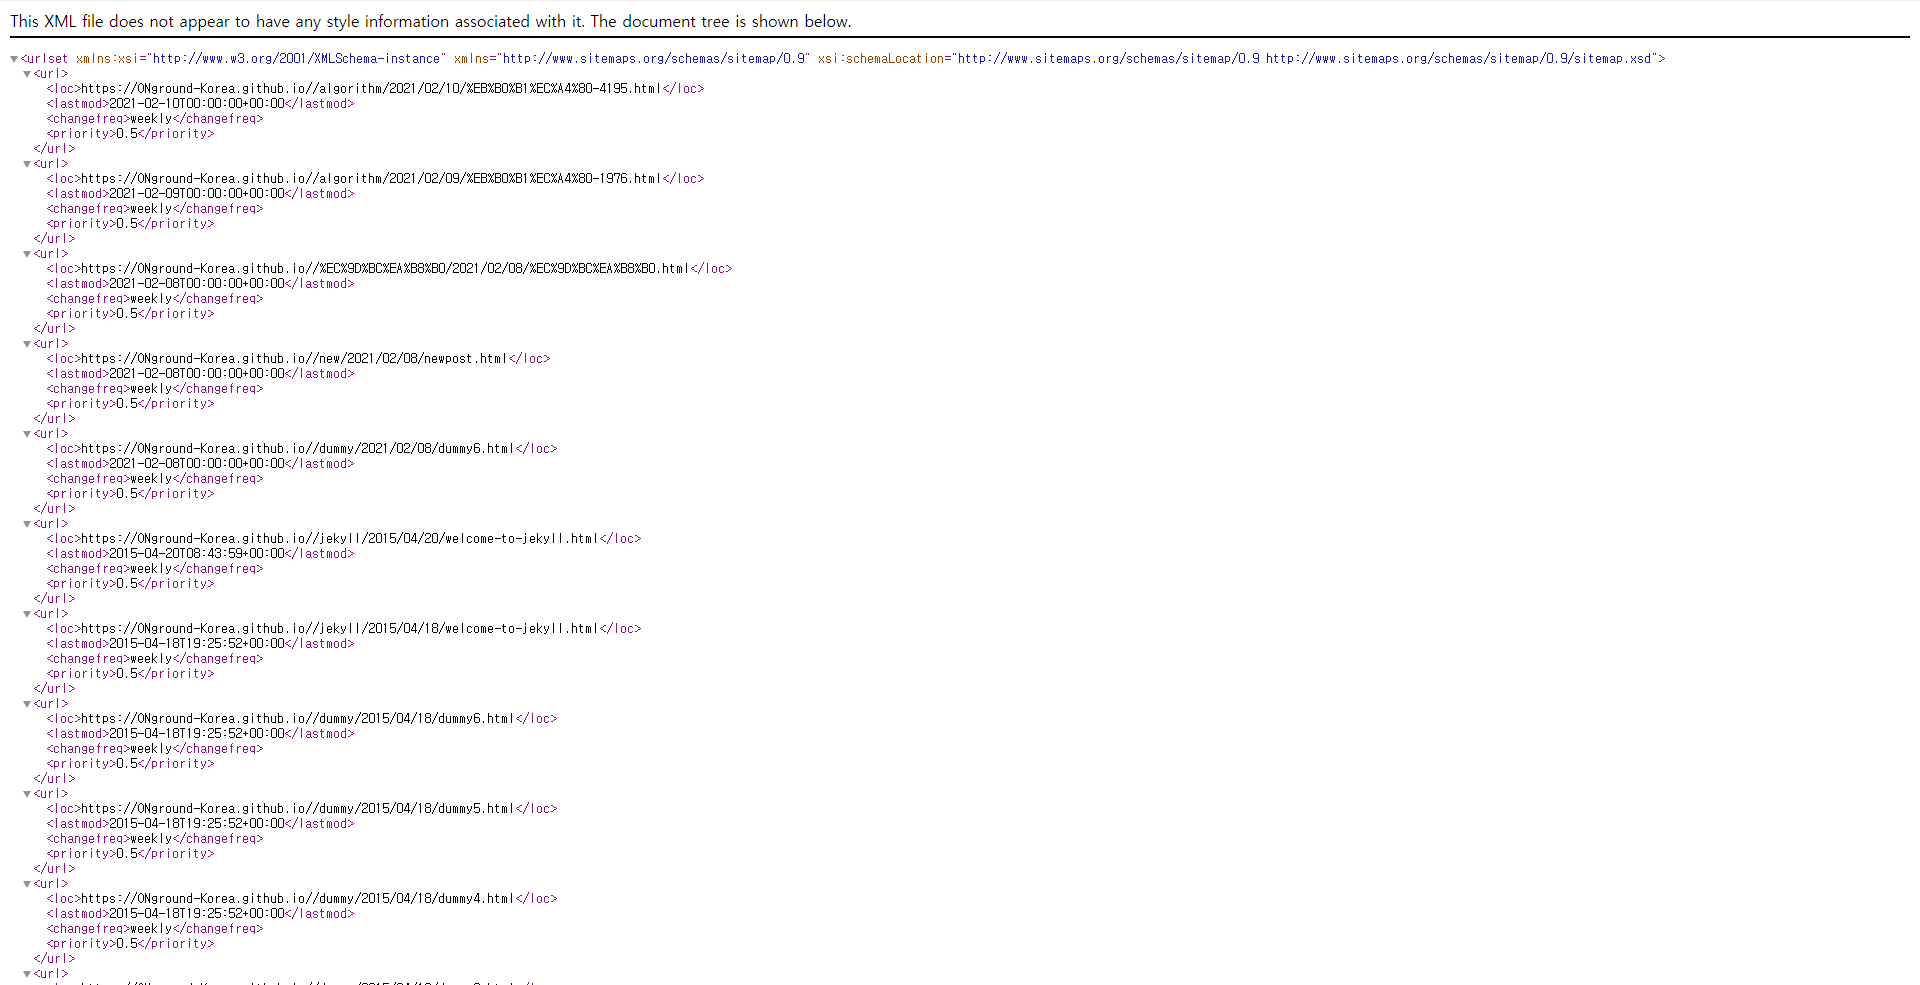 This XML file does not appear to have any style information associated with it. The document tree is shown below.
▼<urlset xmlns:xsi="http://www.w3.org/2001/XMLSchema-instance" xmlns="http://www.sitemaps.org/schemas/sitemap/0.9" xsi:schemaLocation="http://www.sitemaps.org/schemas/sitemap/0.9 http://www.sitemaps.org/schemas/sitemap/0.9/sitemap.xsd">
▼<url>
<loc>https://0Nground-Korea.github.io//algorithm/2021/02/10/%EB%B0%B1%EC%A4%80-4195.html</loc>
<lastmod>2021-02-10T00:00:00+00:00</lastmod>
<changefreq>weekly</changefreq>
<priority>0.5</priority>
</url>
▼<url>
<loc>https://0Nground-Korea.github.io//algorithm/2021/02/09/%EB%B0%B1%EC%A4%80-1976.html</loc>
<lastmod>2021-02-09T00:00:00+00:00</lastmod>
<changefreq>weekly</changefreq>
<priority>0.5</priority>
</url>
▼<url>
<loc>https://0Nground-Korea.github.io//%EC%9D%BC%EA%B8%B0/2021/02/08/%EC%9D%BC%EA%B8%B0.html</loc>
<lastmod>2021-02-08T00:00:00+00:00</lastmod>
<changefreq>weekly</changefreq>
<priority>0.5</priority>
</url>
▼<url>
<loc>https://0Nground-Korea.github.io//new/2021/02/08/newpost.html</loc>
<lastmod>2021-02-08T00:00:00+00:00</lastmod>
<changefreq>weekly</changefreq>
<priority>0.5</priority>
</url>
▼<url>
<loc>https://0Nground-Korea.github.io//dummy/2021/02/08/dummy6.html</loc>
<lastmod>2021-02-08T00:00:00+00:00</lastmod>
<changefreq>weekly</changefreq>
<priority>0.5</priority>
</url>
▼<url>
<loc>https://0Nground-Korea.github.io//jekyll/2015/04/20/welcome-to-jekyll.html</loc>
<lastmod>2015-04-20T08:43:59+00:00</lastmod>
<changefreq>weekly</changefreq>
<priority>0.5</priority>
</url>
▼<url>
<loc>https://0Nground-Korea.github.io//jekyll/2015/04/18/welcome-to-jekyll.html</loc>
<lastmod>2015-04-18T19:25:52+00:00</lastmod>
<changefreq>weekly</changefreq>
<priority>0.5</priority>
</url>
▼<url>
<loc>https://0Nground-Korea.github.io//dummy/2015/04/18/dummy6.html</loc>
<lastmod>2015-04-18T19:25:52+00:00</lastmod>
<changefreq>weekly</changefreq>
<priority>0.5</priority>
</url>
▼<url>
<loc>https://0Nground-Korea.github.io//dummy/2015/04/18/dummy5.html</loc>
<lastmod>2015-04-18T19:25:52+00:00</lastmod>
<changefreq>weekly</changefreq>
<priority>0.5</priority>
</url>
▼<url>
<loc>https://0Nground-Korea.github.io//dummy/2015/04/18/dummy4.html</loc>
<lastmod>2015-04-18T19:25:52+00:00</lastmod>
<changefreq>weekly</changefreq>
<priority>0.5</priority>
</url>
▼<url>